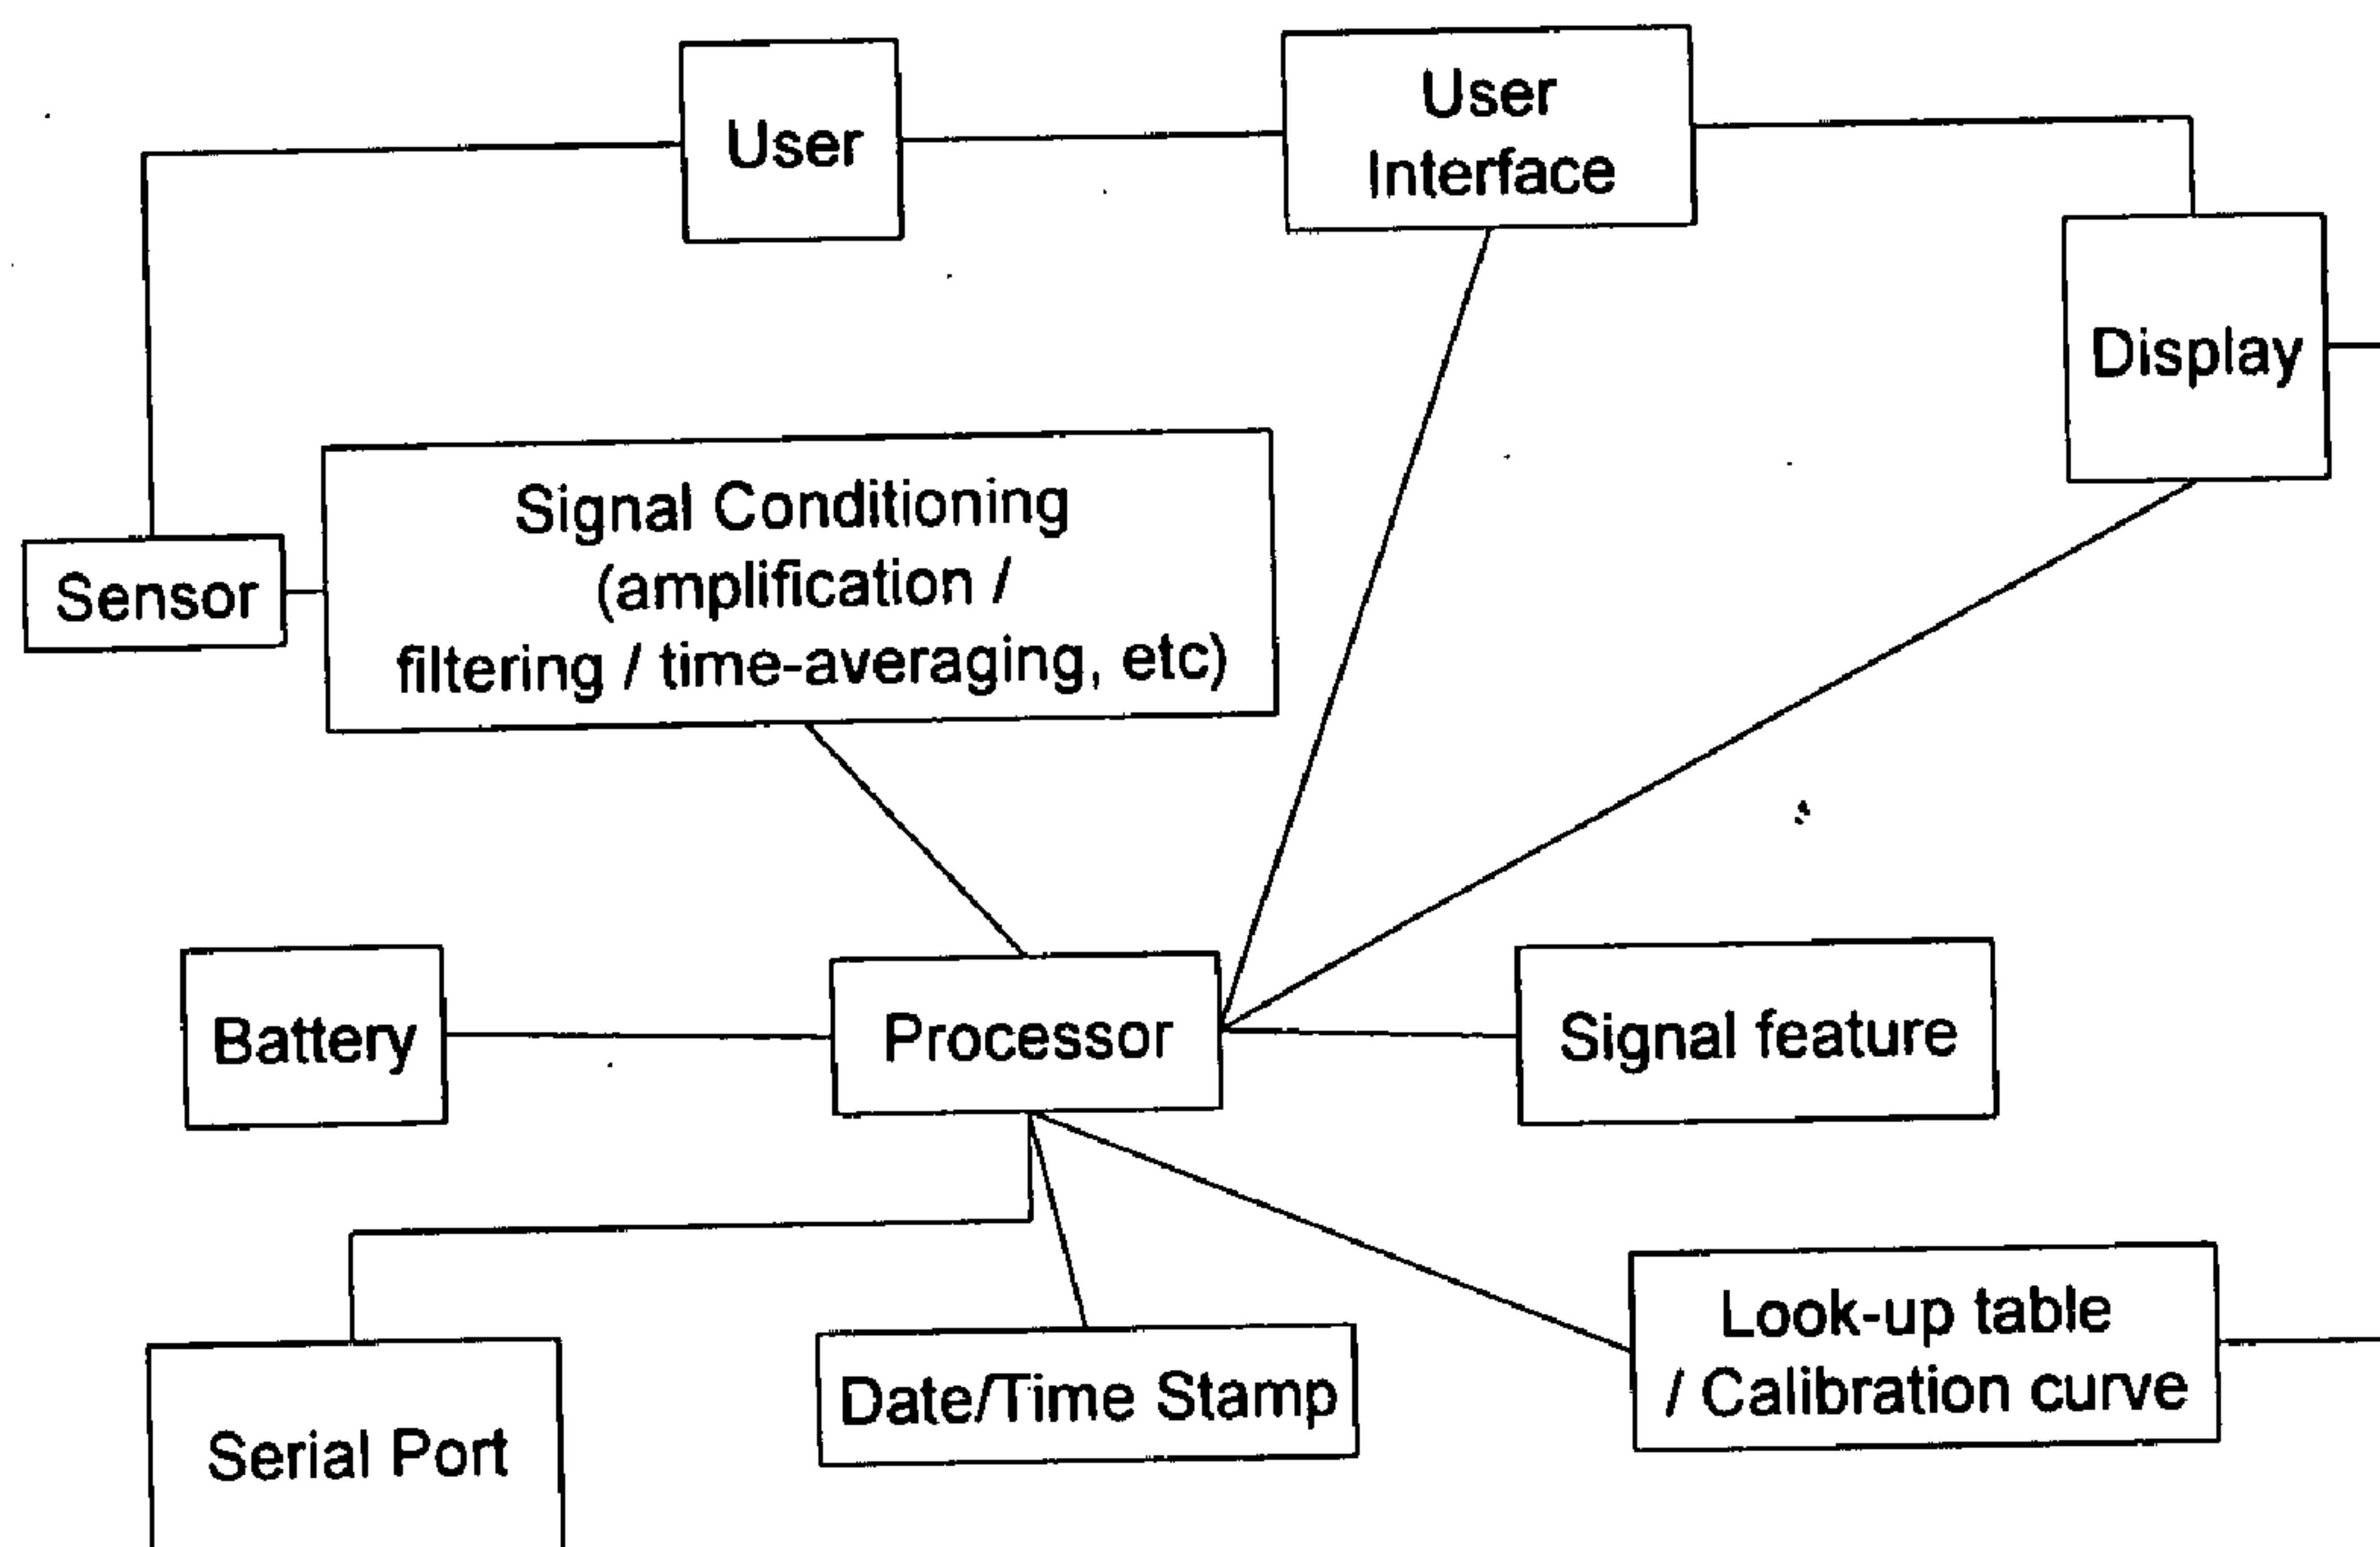 User
User
Interface
Display
Signal Conditioning
(amplification /
filtering / time-averaging, etc)
Sensor
Battery
Processor
Signal feature
Look-up table
/ Calibration curve
Date/Time Stamp
Serial Port